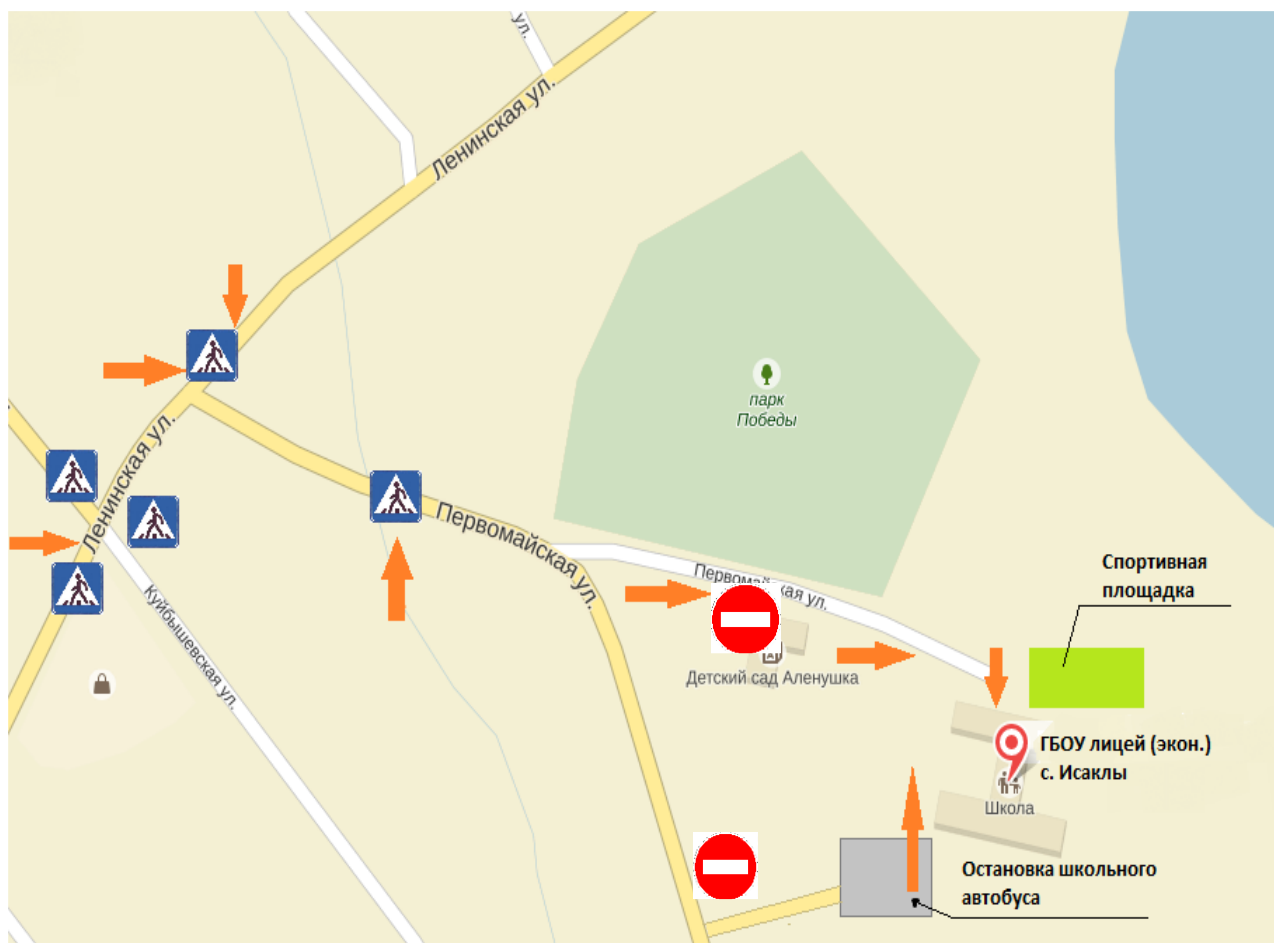 ул.
Ленинская ул.
парк
Победы
Ленинская ул.
Первомайская ул.
Первомайская ул.
Куйбышевская ул.
Детский сад Аленушка
Спортивная
площадка
ГБОУ лицей (экон.)
с. Исаклы
Школа
Остановка школьного
автобуса